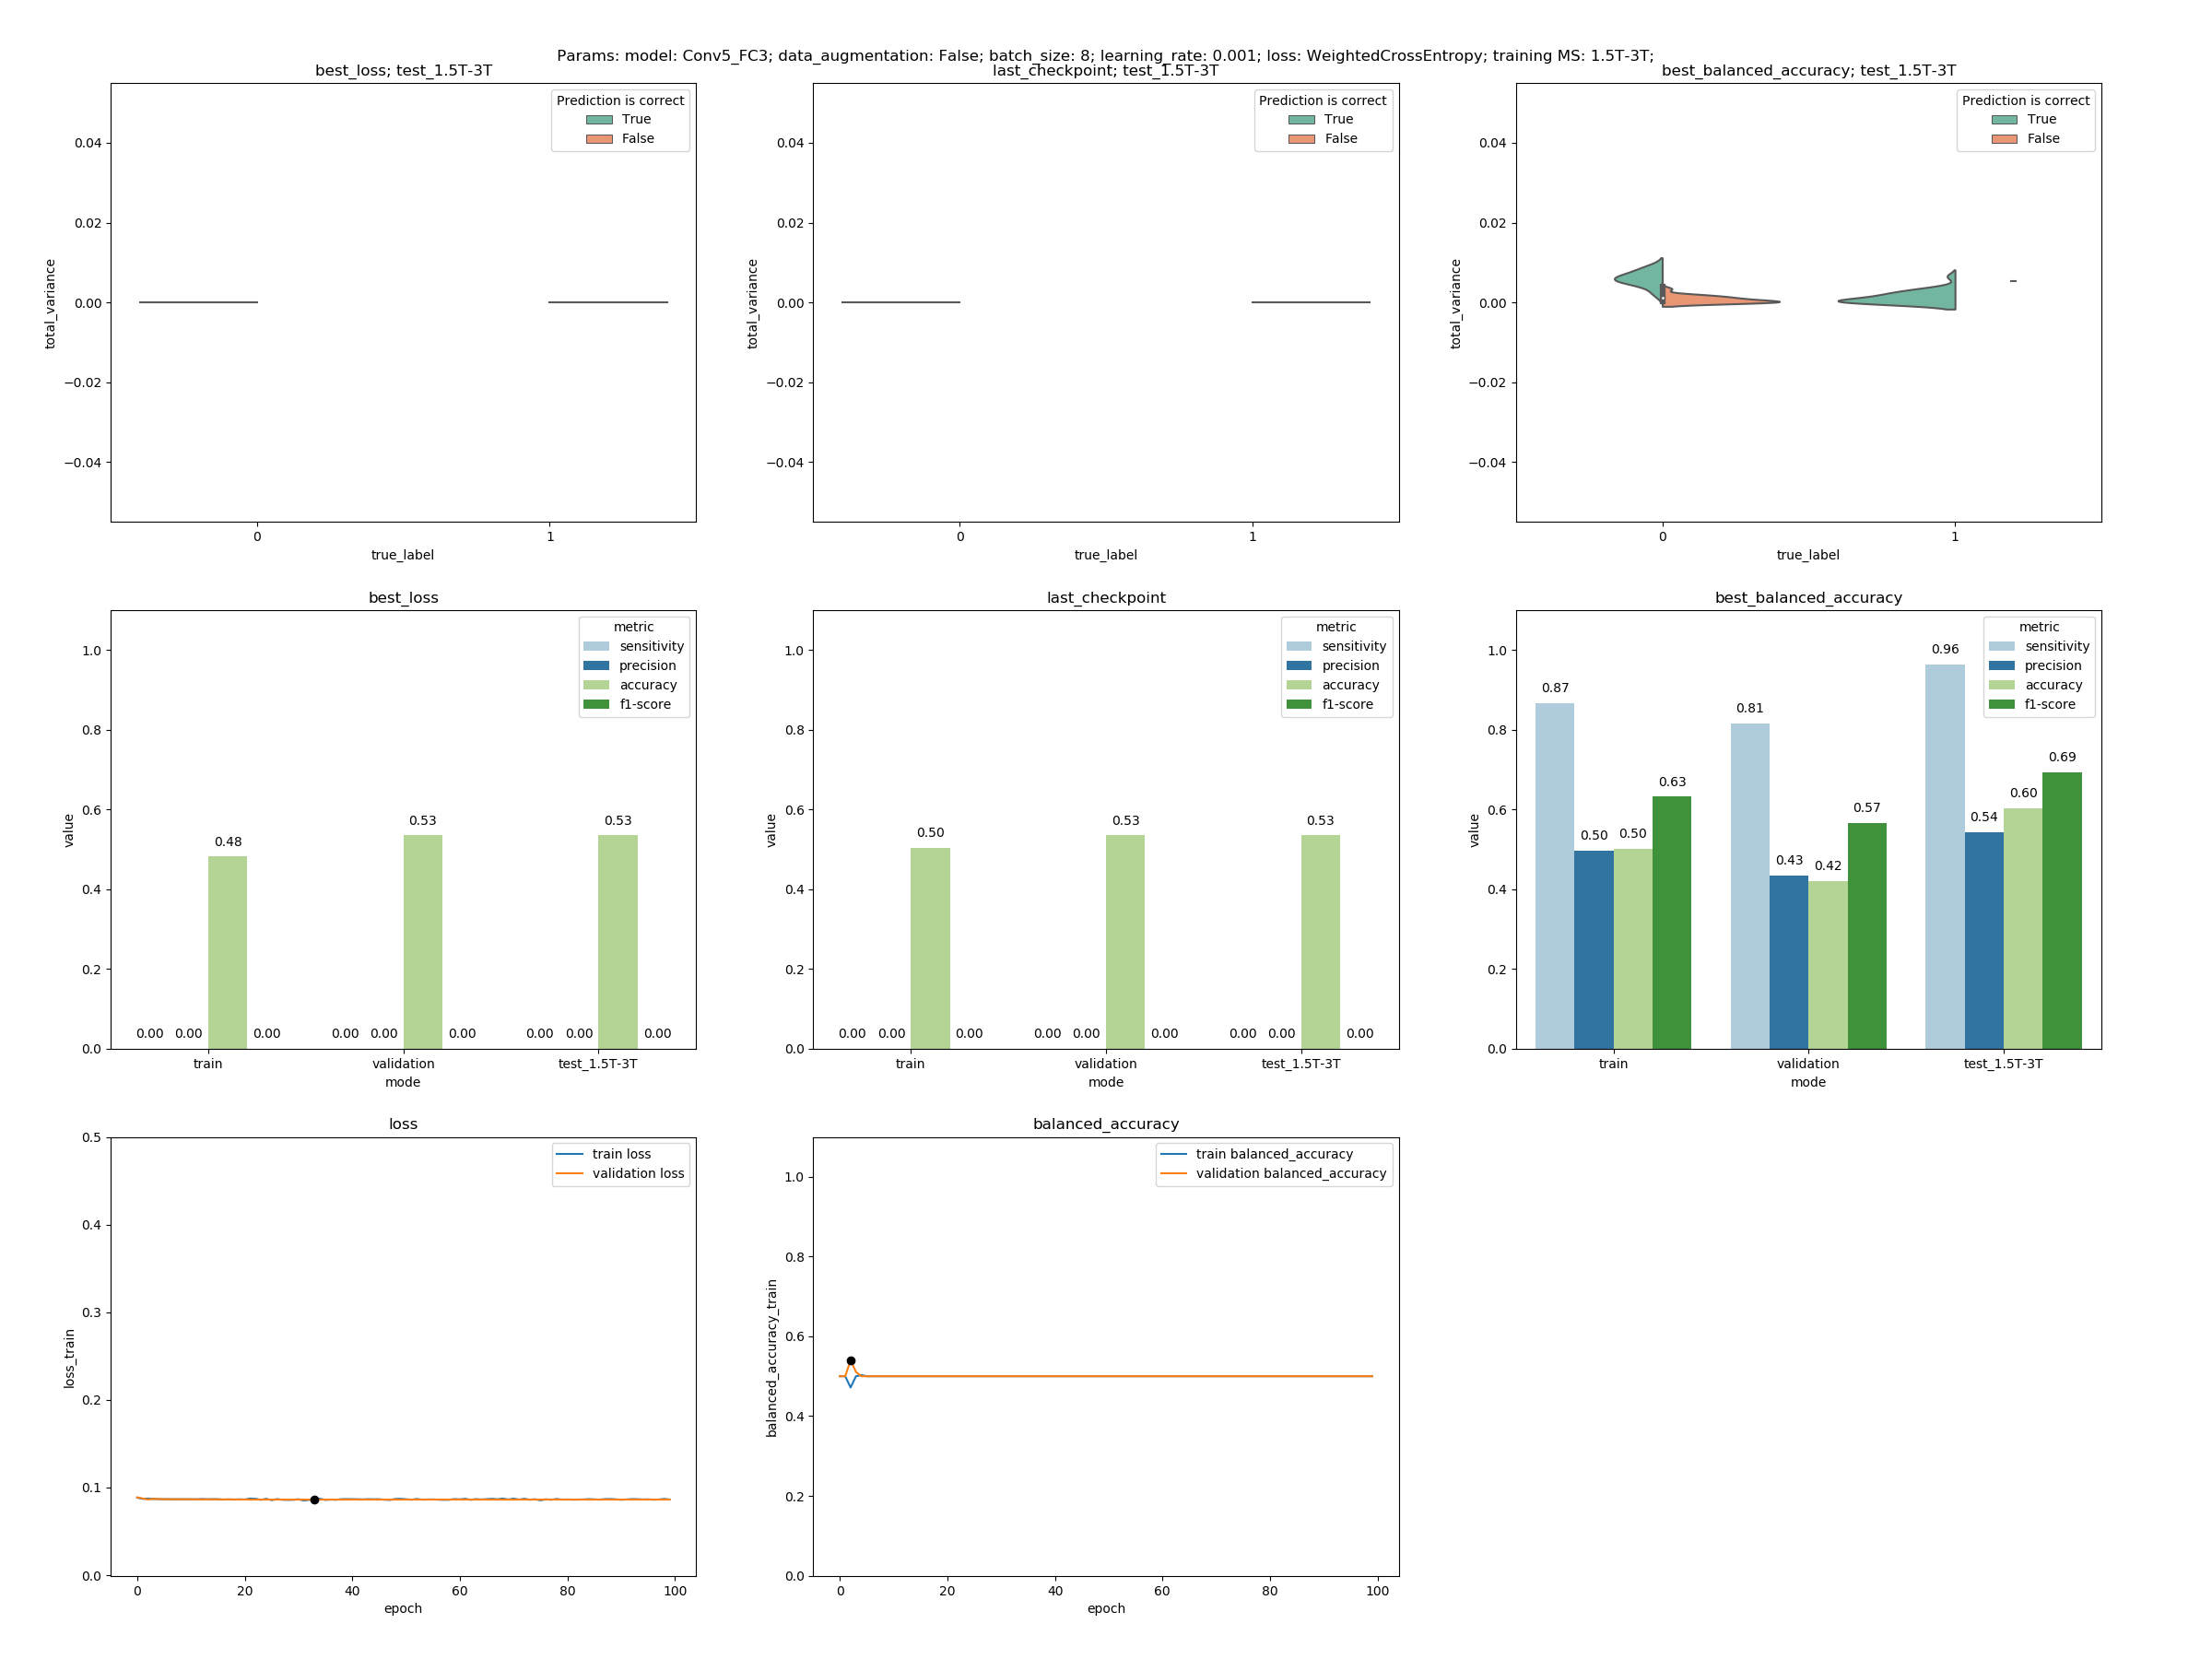 Params: model: Conv5_FC3; data_augmentation: False; batch_size: 8; learning_rate: 0.001; loss: WeightedCrossEntropy; training MS: 1.5T-3T;
best_loss; test_1.5T-3T
Prediction is correct
True
False
0.04
0.02
0.00
−0.02
−0.04
total_variance
0
1
true_label
last_checkpoint; test_1.5T-3T
Prediction is correct
True
False
0.04
0.02
0.00
−0.02
−0.04
total_variance
0
1
true_label
best_balanced_accuracy; test_1.5T-3T
Prediction is correct
True
False
0.04
0.02
0.00
−0.02
−0.04
total_variance
0
1
true_label
best_loss
metric
sensitivity
precision
accuracy
f1-score
1.0
0.8
0.6
0.4
0.2
0.0
value
0.00 0.00 0.48 0.00
0.00 0.00 0.53 0.00
0.00 0.00 0.53 0.00
train
validation
test_1.5T-3T
mode
last_checkpoint
metric
sensitivity
precision
accuracy
f1-score
1.0
0.8
0.6
0.4
0.2
0.0
value
0.00 0.00 0.50 0.00
0.00 0.00 0.53 0.00
0.00 0.00 0.53 0.00
train
validation
test_1.5T-3T
mode
best_balanced_accuracy
metric
sensitivity
precision
accuracy
f1-score
1.0
0.8
0.6
0.4
0.2
0.0
value
0.87 0.50 0.50 0.63
0.81 0.43 0.42 0.57
0.96 0.54 0.60 0.69
train
validation
test_1.5T-3T
mode
loss
train loss
validation loss
0.5
0.4
0.3
0.2
0.1
0.0
loss_train
0 20 40 60 80 100
epoch
balanced_accuracy
train balanced_accuracy
validation balanced_accuracy
1.0
0.8
0.6
0.4
0.2
0.0
balanced_accuracy_train
0 20 40 60 80 100
epoch